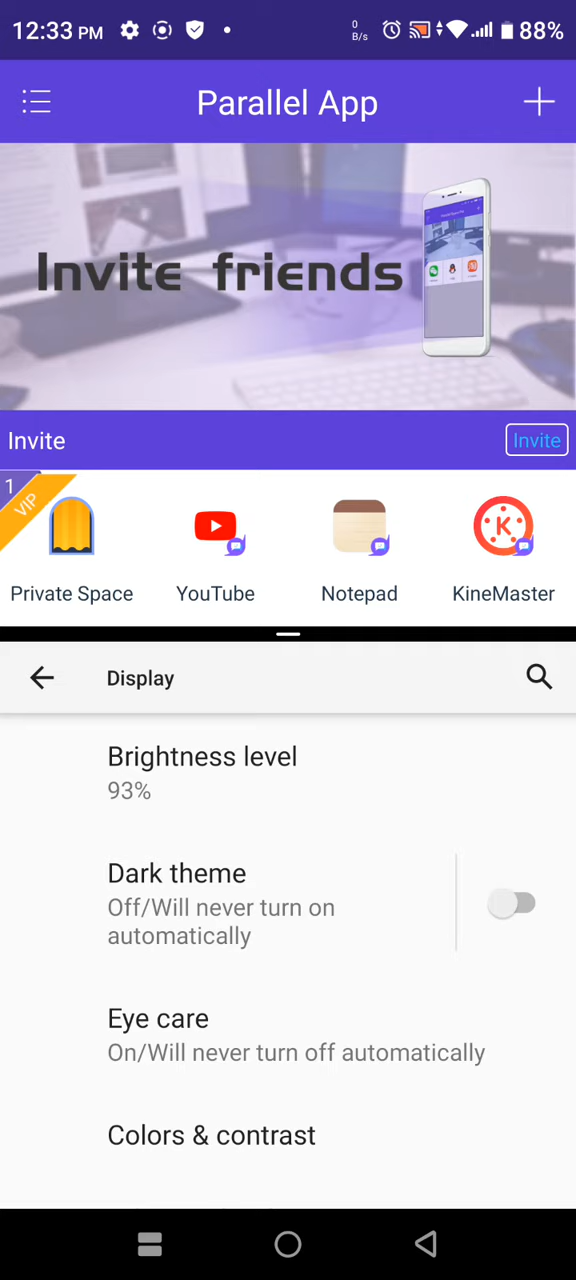 12:33 PM
0
B/s
88%
Parallel App
Invite friends
Invite
Invite
1
VIP
Private Space
YouTube
Notepad
K
KineMaster
Display
Brightness level
93%
Dark theme
Off/Will never turn on
automatically
Eye care
On/Will never turn off automatically
Colors & contrast